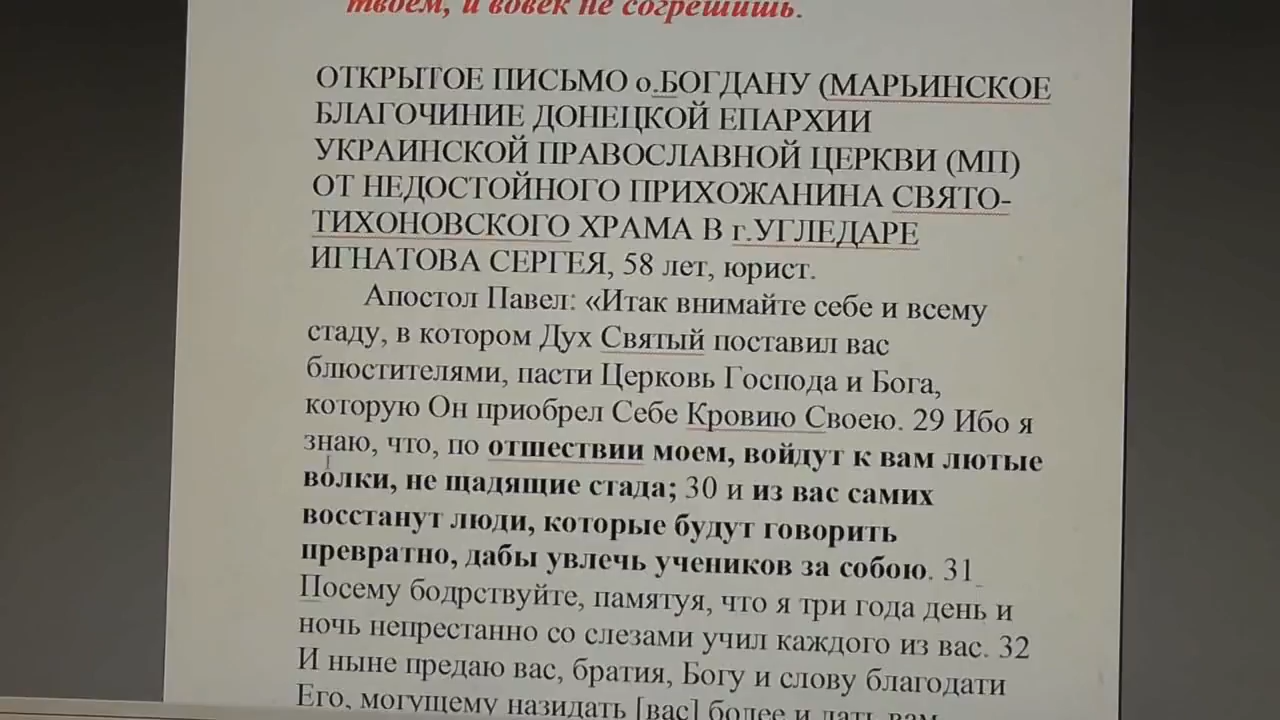 твоем, и вовек не согрешишь.
ОТКРЫТОЕ ПИСЬМО о.БОГДАНУ (МАРЬИНСКОЕ
БЛАГОЧИНИЕ ДОНЕЦКОЙ ЕПАРХИИ
УКРАИНСКОЙ ПРАВОСЛАВНОЙ ЦЕРКВИ (МП)
ОТ НЕДОСТОЙНОГО ПРИХОЖАНИНА СВЯТО-
ТИХОНОВСКОГО ХРАМА В г.УГЛЕДАРЕ
ИГНАТОВА СЕРГЕЯ, 58 лет, юрист.
Апостол Павел: «Итак внимайте себе и всему
стаду, в котором Дух Святый поставил вас
блюстителями, пасти Церковь Господа и Бога,
которую Он приобрел Себе Кровию Своею. 29 Ибо я
знаю, что, по отшествии моем, войдут к вам лютые
волки, не щадящие стада; 30 и из вас самих
восстанут люди, которые будут говорить
превратно, дабы увлечь учеников за собою. 31
Посему бодрствуйте, памятуя, что я три года день и
ночь непрестанно со слезами учил каждого из вас. 32
И ныне предаю вас, братия, Богу и слову благодати
Его, могущему назидать [вас] более и дать вам